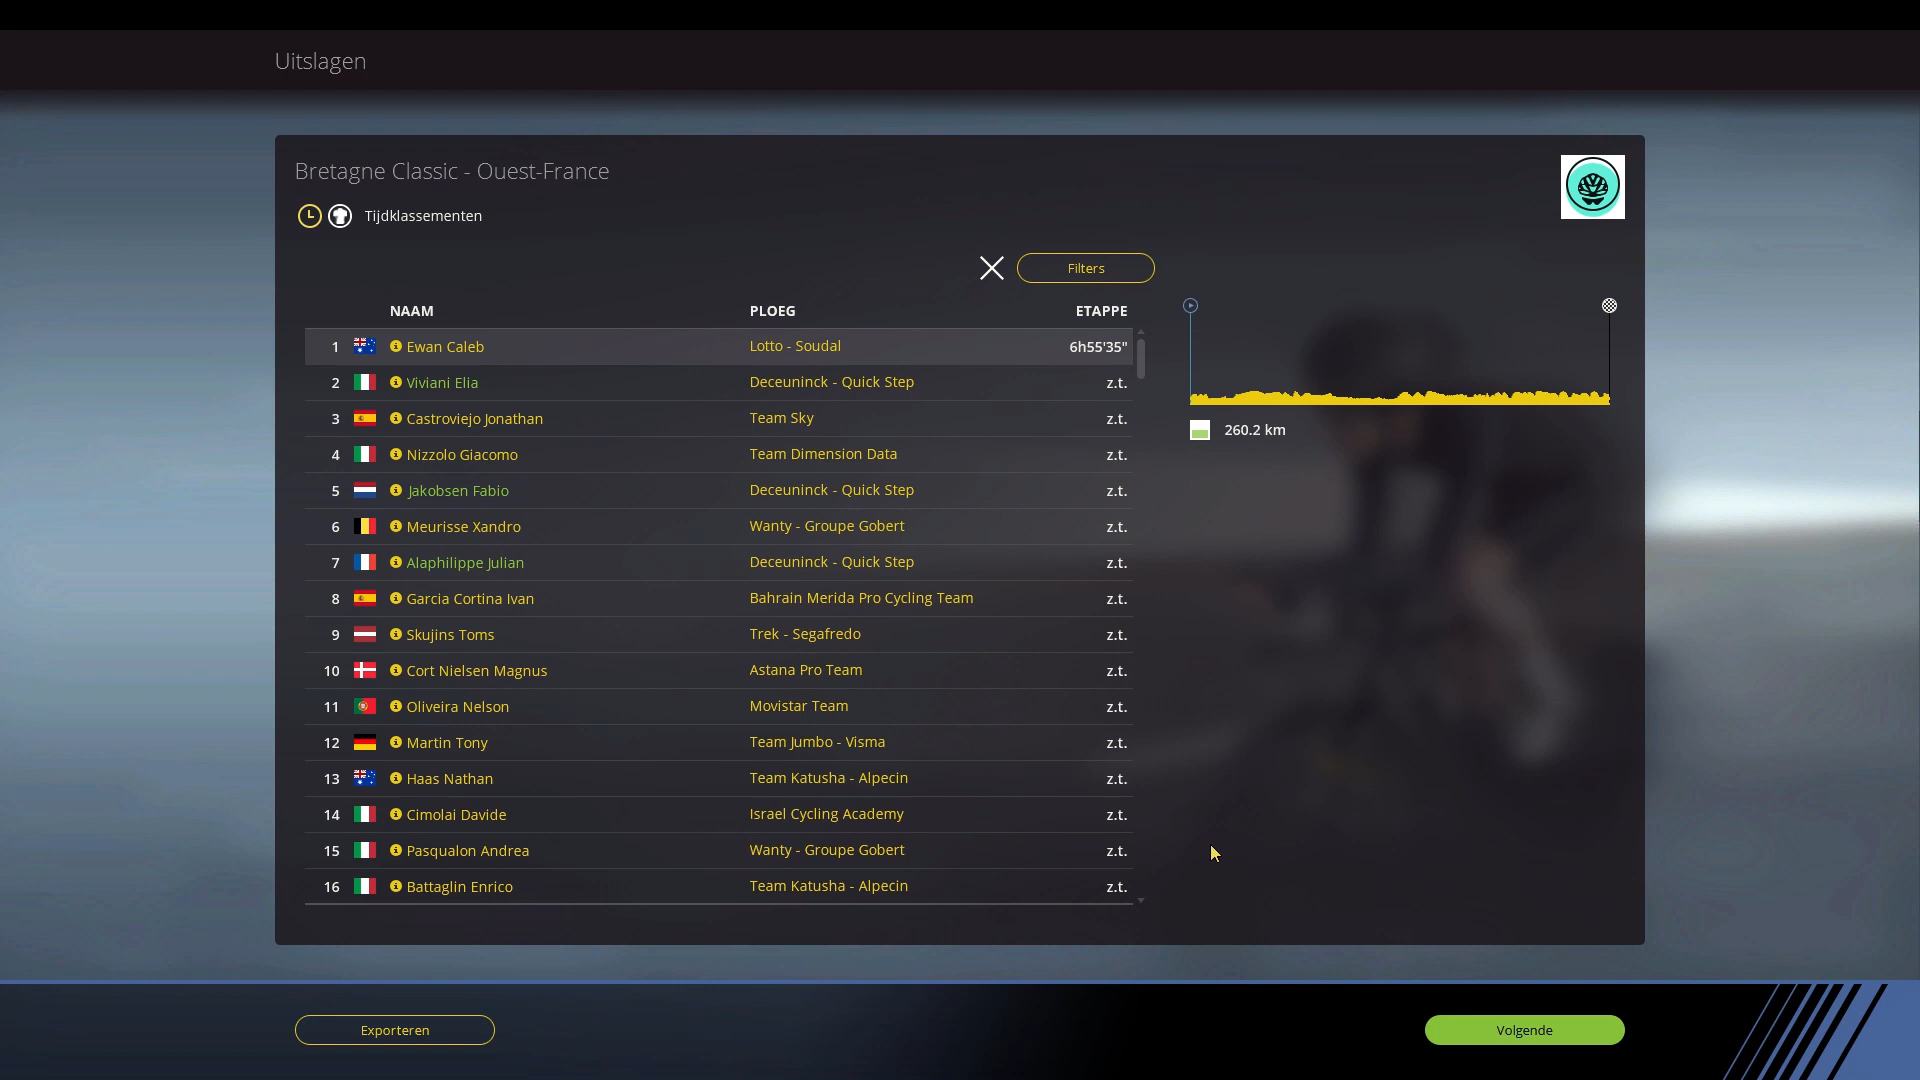 Uitslagen
Bretagne Classic - Ouest-France
Tijdklassementen
Filters
NAAM PLOEG ETAPPE
1 Ewan Caleb Lotto - Soudal 6h55'35"
2 Viviani Elia Deceuninck - Quick Step z.t.
3 Castroviejo Jonathan Team Sky z.t.
4 Nizzolo Giacomo Team Dimension Data z.t.
5 Jakobsen Fabio Deceuninck - Quick Step z.t.
6 Meurisse Xandro Wanty - Groupe Gobert z.t.
7 Alaphilippe Julian Deceuninck - Quick Step z.t.
8 Garcia Cortina Ivan Bahrain Merida Pro Cycling Team z.t.
9 Skujins Toms Trek - Segafredo z.t.
10 Cort Nielsen Magnus Astana Pro Team z.t.
11 Oliveira Nelson Movistar Team z.t.
12 Martin Tony Team Jumbo - Visma z.t.
13 Haas Nathan Team Katusha - Alpecin z.t.
14 Cimolai Davide Israel Cycling Academy z.t.
15 Pasqualon Andrea Wanty - Groupe Gobert z.t.
16 Battaglin Enrico Team Katusha - Alpecin z.t.
260.2 km
Exporteren
Volgende